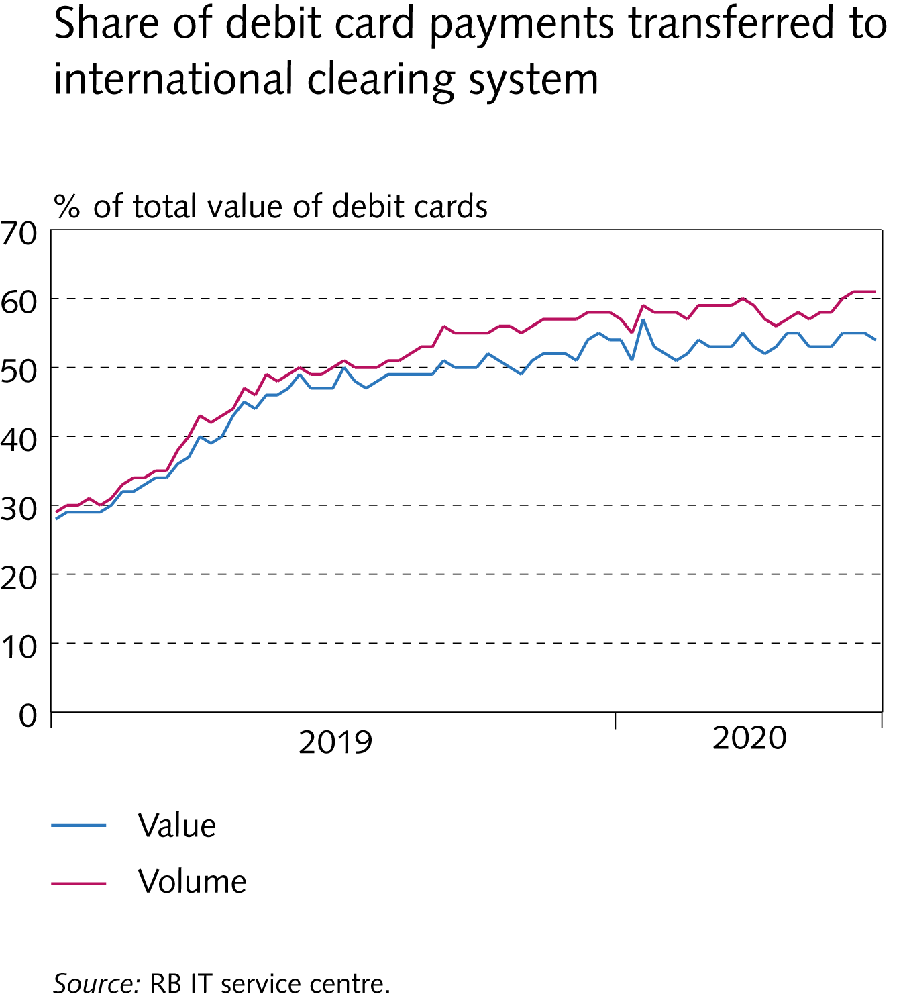 Share of debit card payments transferred to
international clearing system
% of total value of debit cards
70
60
50
40
30
20
10
0
2019 2020
Value
Volume
Source: RB IT service centre.